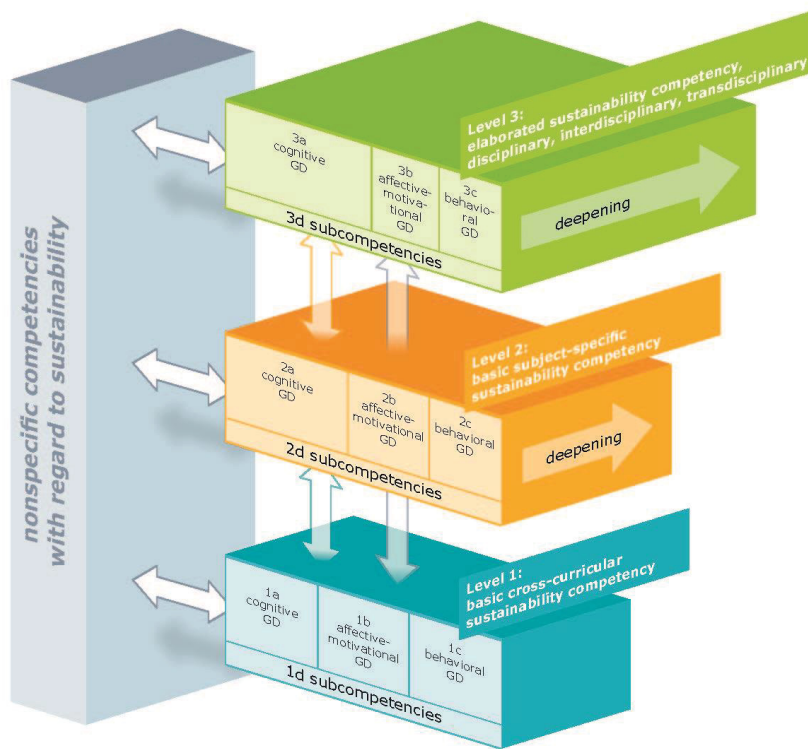 nonspecific competencies
with regard to sustainability
Level 3:
elaborated sustainability competency,
disciplinary, interdisciplinary, transdisciplinary
3a
cognitive
GD
3b
affective-
motiva-
tional
GD
3c
behavio-
ral
GD
3d subcompetencies
deepening
Level 2:
basic subject-specific
sustainability competency
2a
cognitive
GD
2b
affective-
motivational
GD
2c
behavioral
GD
2d subcompetencies
deepening
Level 1:
basic cross-curricular
sustainability competency
1a
cognitive
GD
1b
affective-
motivational
GD
1c
behavioral
GD
1d subcompetencies